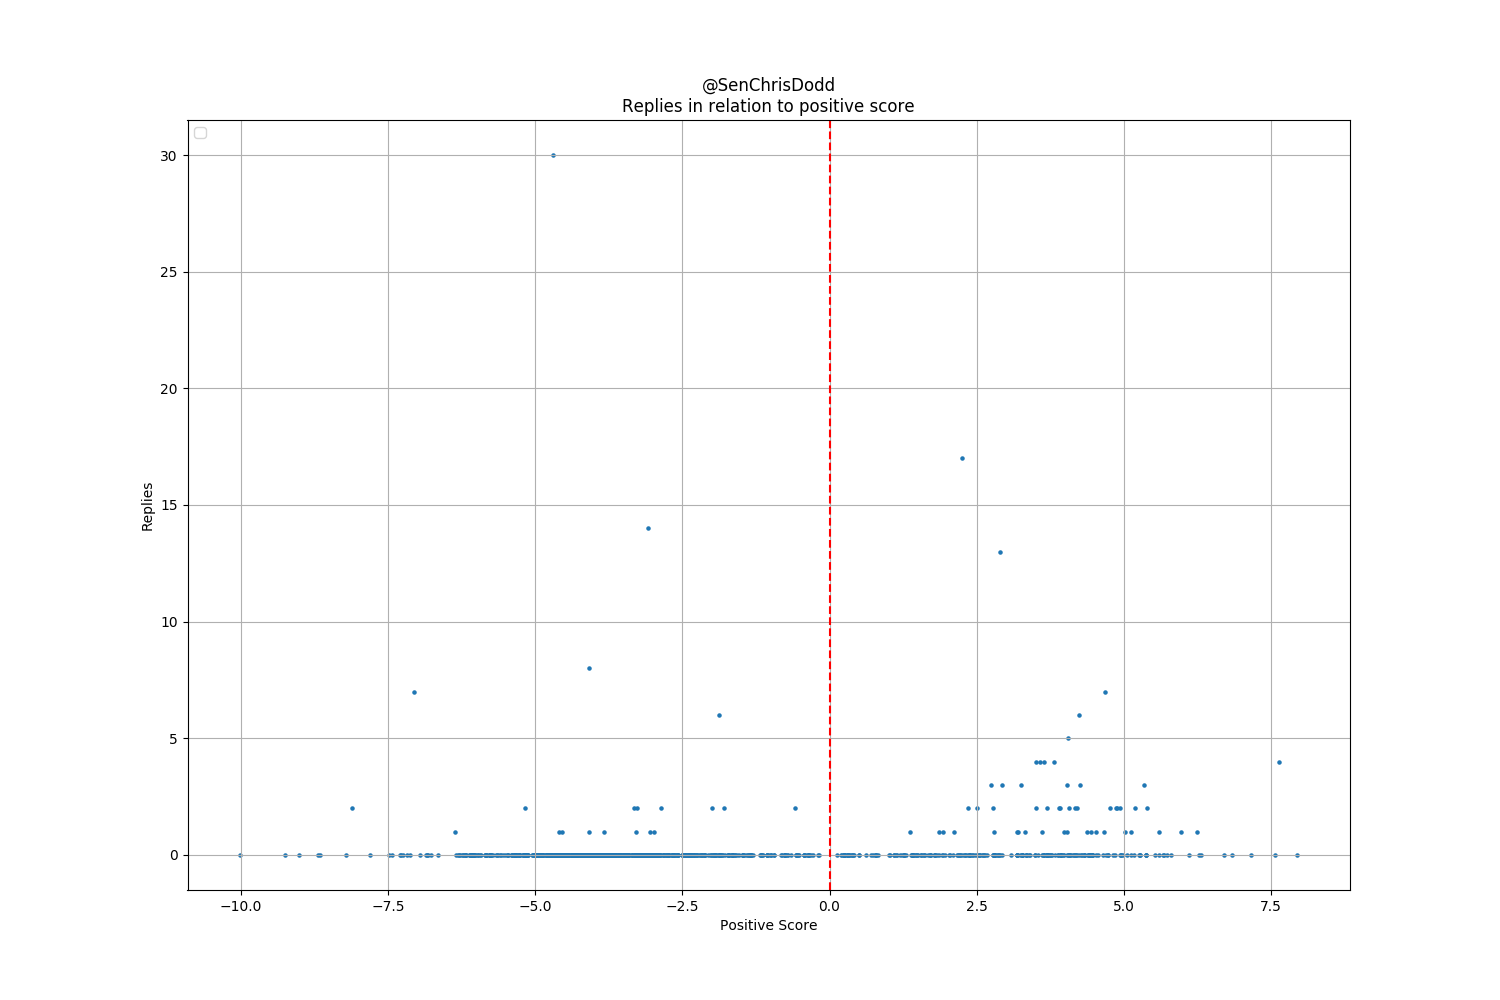 @SenChrisDodd
Replies in relation to positive score
30
25
20
15
10
5
0
Replies
−10.0 −7.5 −5.0 −2.5 0.0 2.5 5.0 7.5
Positive Score